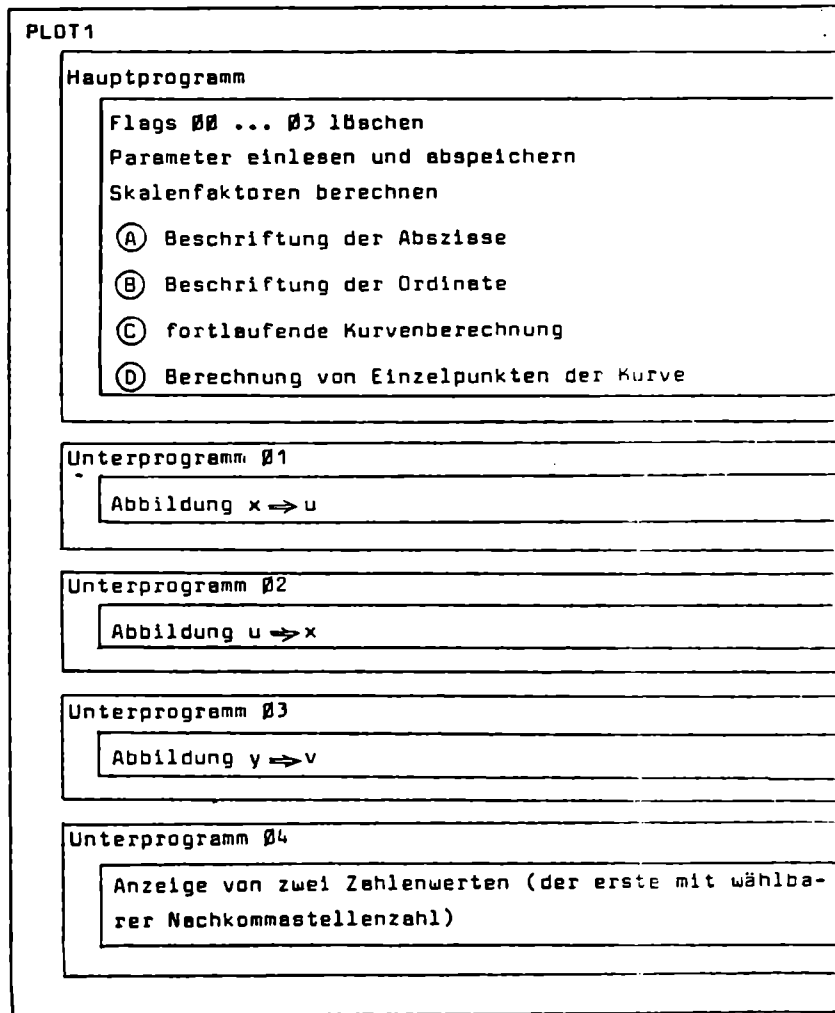 PLOT1
Hauptprogramm
Flags ØØ ... Ø3 löschen
Parameter einlesen und abspeichern
Skalenfaktoren berechnen
Ⓐ Beschriftung der Abszisse
Ⓑ Beschriftung der Ordinate
Ⓒ fortlaufende Kurvenberechnung
Ⓓ Berechnung von Einzelpunkten der Kurve
Unterprogramm Ø1
Abbildung x ⇒ u
Unterprogramm Ø2
Abbildung u ⇒ x
Unterprogramm Ø3
Abbildung y ⇒ v
Unterprogramm Ø4
Anzeige von zwei Zahlenwerten (der erste mit wählba-
rer Nachkommastellenzahl)